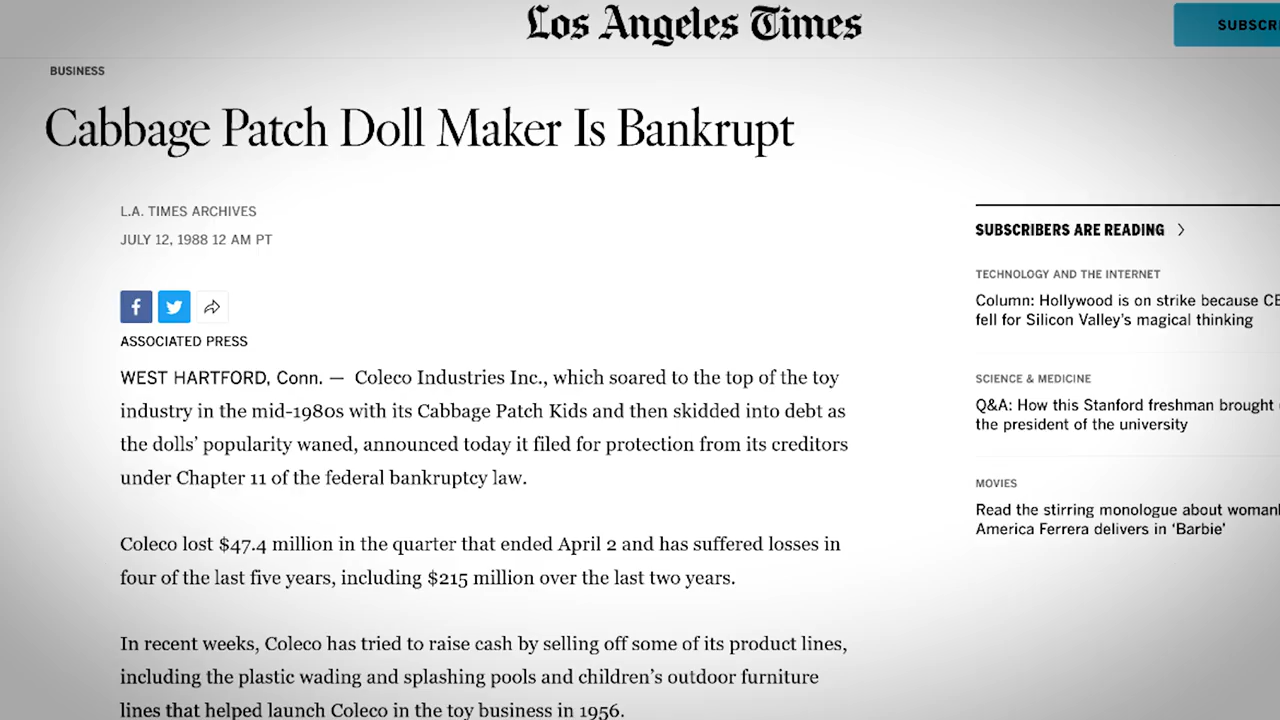 Los Angeles Times
BUSINESS
Cabbage Patch Doll Maker Is Bankrupt
L.A. TIMES ARCHIVES
JULY 12, 1988 12 AM PT
ASSOCIATED PRESS
WEST HARTFORD, Conn. — Coleco Industries Inc., which soared to the top of the toy
industry in the mid-1980s with its Cabbage Patch Kids and then skidded into debt as
the dolls’ popularity waned, announced today it filed for protection from its creditors
under Chapter 11 of the federal bankruptcy law.
Coleco lost $47.4 million in the quarter that ended April 2 and has suffered losses in
four of the last five years, including $215 million over the last two years.
In recent weeks, Coleco has tried to raise cash by selling off some of its product lines,
including the plastic wading and splashing pools and children’s outdoor furniture
lines that helped launch Coleco in the toy business in 1956.
SUBSCRIBERS ARE READING
TECHNOLOGY AND THE INTERNET
Column: Hollywood is on strike because
fell for Silicon Valley’s magical thinking
SCIENCE & MEDICINE
Q&A: How this Stanford freshman brought
the president of the university
MOVIES
Read the stirring monologue about
America Ferrera delivers in ‘Barbie’